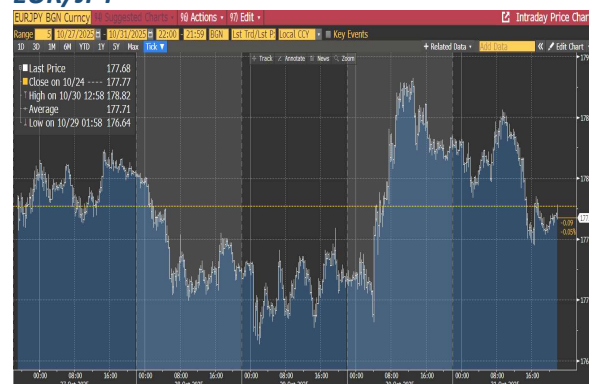 EUR/JPY
EURJPY BGN Curncy 94) Suggested Charts 96) Actions 97) Edit Intraday Price Char
Range 5 10/27/2025 - 10/31/2025 22:00 - 21:59 BGN Lst Trd/Lst P Local CCY Key Events
1D 3D 1M 6M YTD 1Y 5Y Max Tick + Related Data Add Data « Edit Chart
Track Annotate News Zoom
Last Price 177.68
Close on 10/24 ---- 177.77
High on 10/30 12:58 178.82
Average 177.71
Low on 10/29 01:58 176.64
179
178
178
177
-0.09
-0.05%
177
177
176
00:00 08:00 16:00 00:00 08:00 16:00 00:00 08:00 16:00 00:00 08:00 16:00 00:00 08:00 16:00